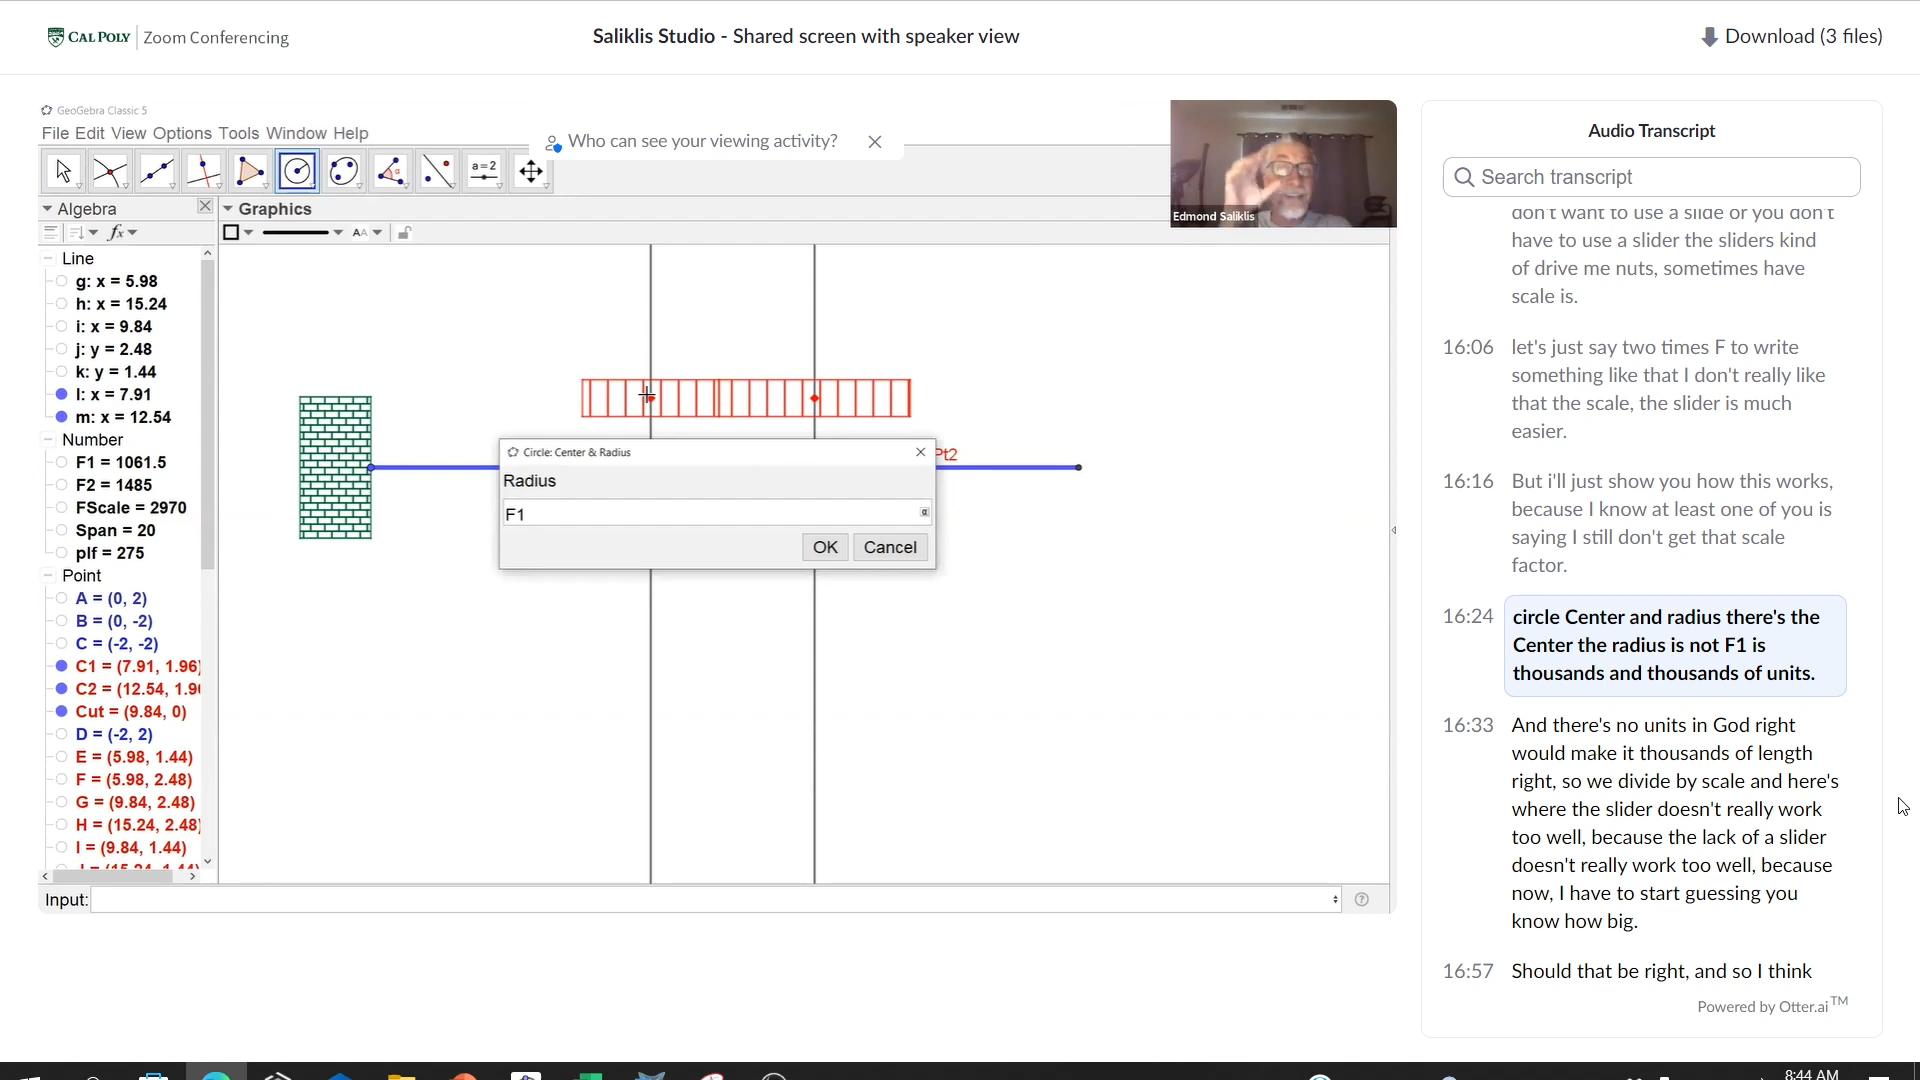 CAL POLY Zoom Conferencing
Saliklis Studio - Shared screen with speaker view
Download (3 files)
GeoGebra Classic 5
File Edit View Options Tools Window Help
Who can see your viewing activity?
a=2
Edmond Saliklis
Algebra
Graphics
fx
AA
Line
g: x = 5.98
h: x = 15.24
i: x = 9.84
j: y = 2.48
k: y = 1.44
l: x = 7.91
m: x = 12.54
Number
F1 = 1061.5
F2 = 1485
FScale = 2970
Span = 20
plf = 275
Point
A = (0, 2)
B = (0, -2)
C = (-2, -2)
C1 = (7.91, 1.96)
C2 = (12.54, 1.9
Cut = (9.84, 0)
D = (-2, 2)
E = (5.98, 1.44)
F = (5.98, 2.48)
G = (9.84, 2.48)
H = (15.24, 2.48)
I = (9.84, 1.44)
Input:
Pt2
Circle: Center & Radius
Radius
F1
α
OK Cancel
Audio Transcript
Search transcript
don't want to use a slide or you don't
have to use a slider the sliders kind
of drive me nuts, sometimes have
scale is.
16:06 let's just say two times F to write
something like that I don't really like
that the scale, the slider is much
easier.
16:16 But i'll just show you how this works,
because I know at least one of you is
saying I still don't get that scale
factor.
16:24 circle Center and radius there's the
Center the radius is not F1 is
thousands and thousands of units.
16:33 And there's no units in God right
would make it thousands of length
right, so we divide by scale and here's
where the slider doesn't really work
too well, because the lack of a slider
doesn't really work too well, because
now, I have to start guessing you
know how big.
16:57 Should that be right, and so I think
Powered by Otter.ai TM
8:44 AM